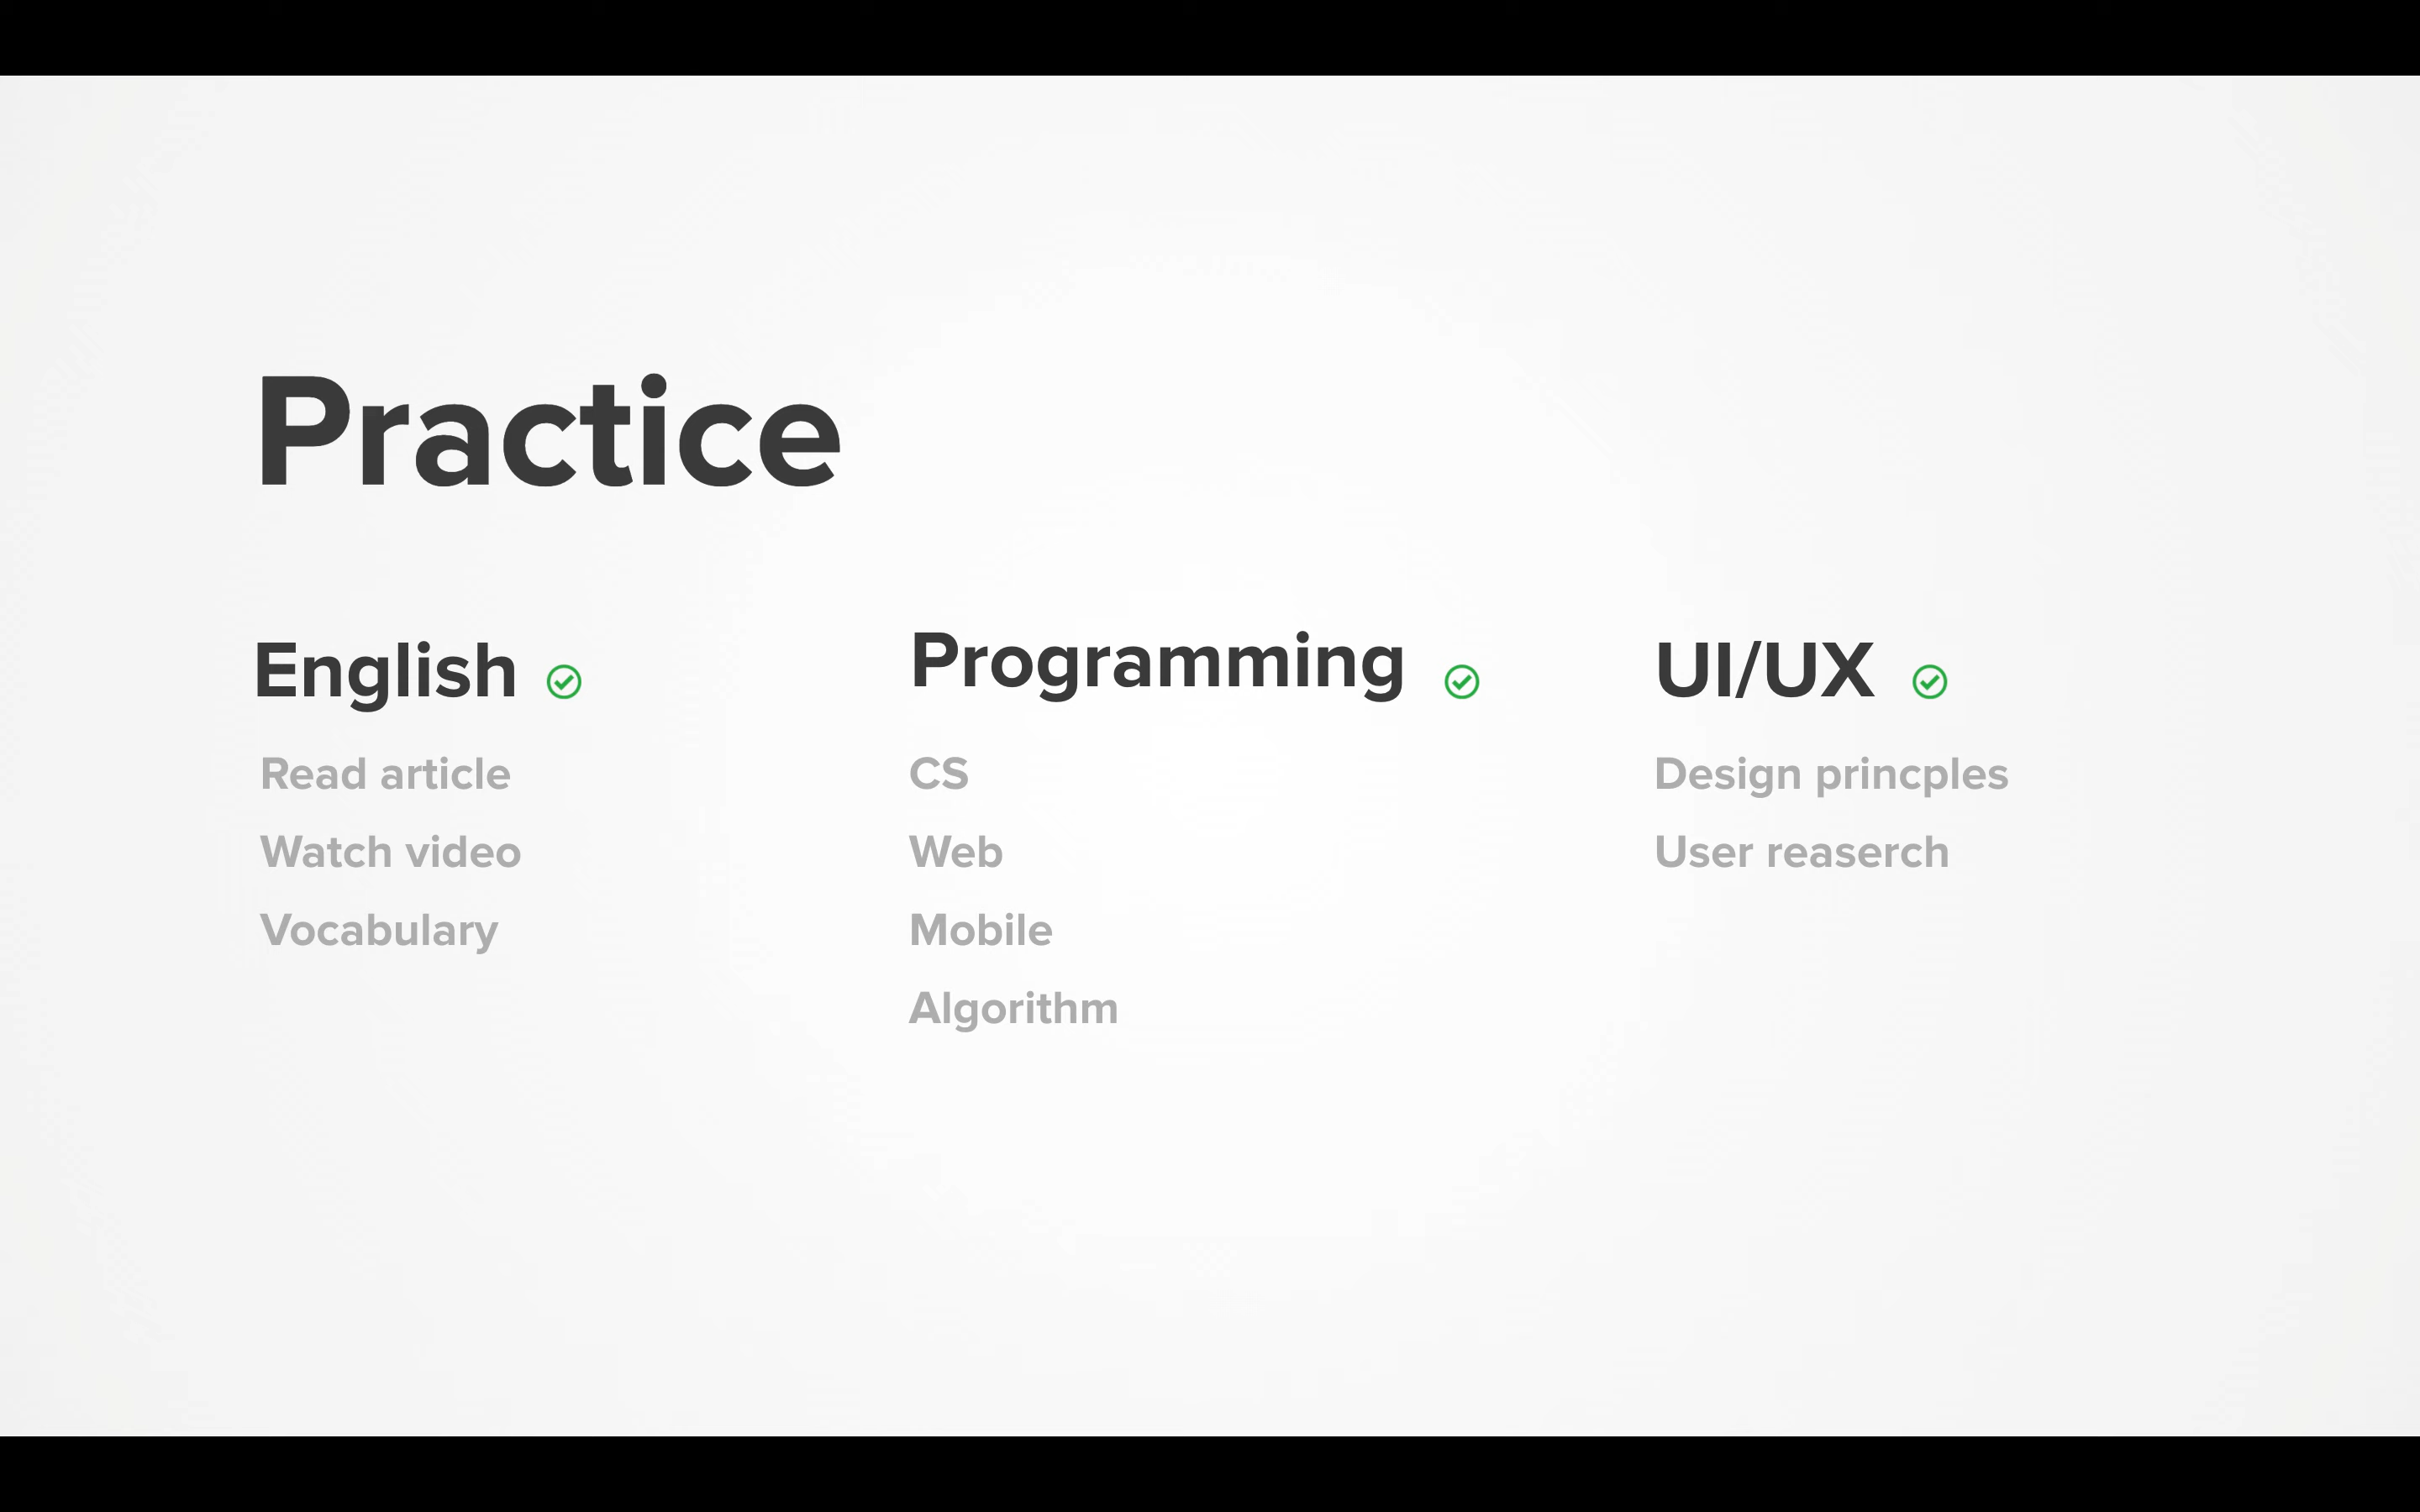 Practice
English
Read article
Watch video
Vocabulary
Programming
CS
Web
Mobile
Algorithm
UI/UX
Design princples
User reaserch